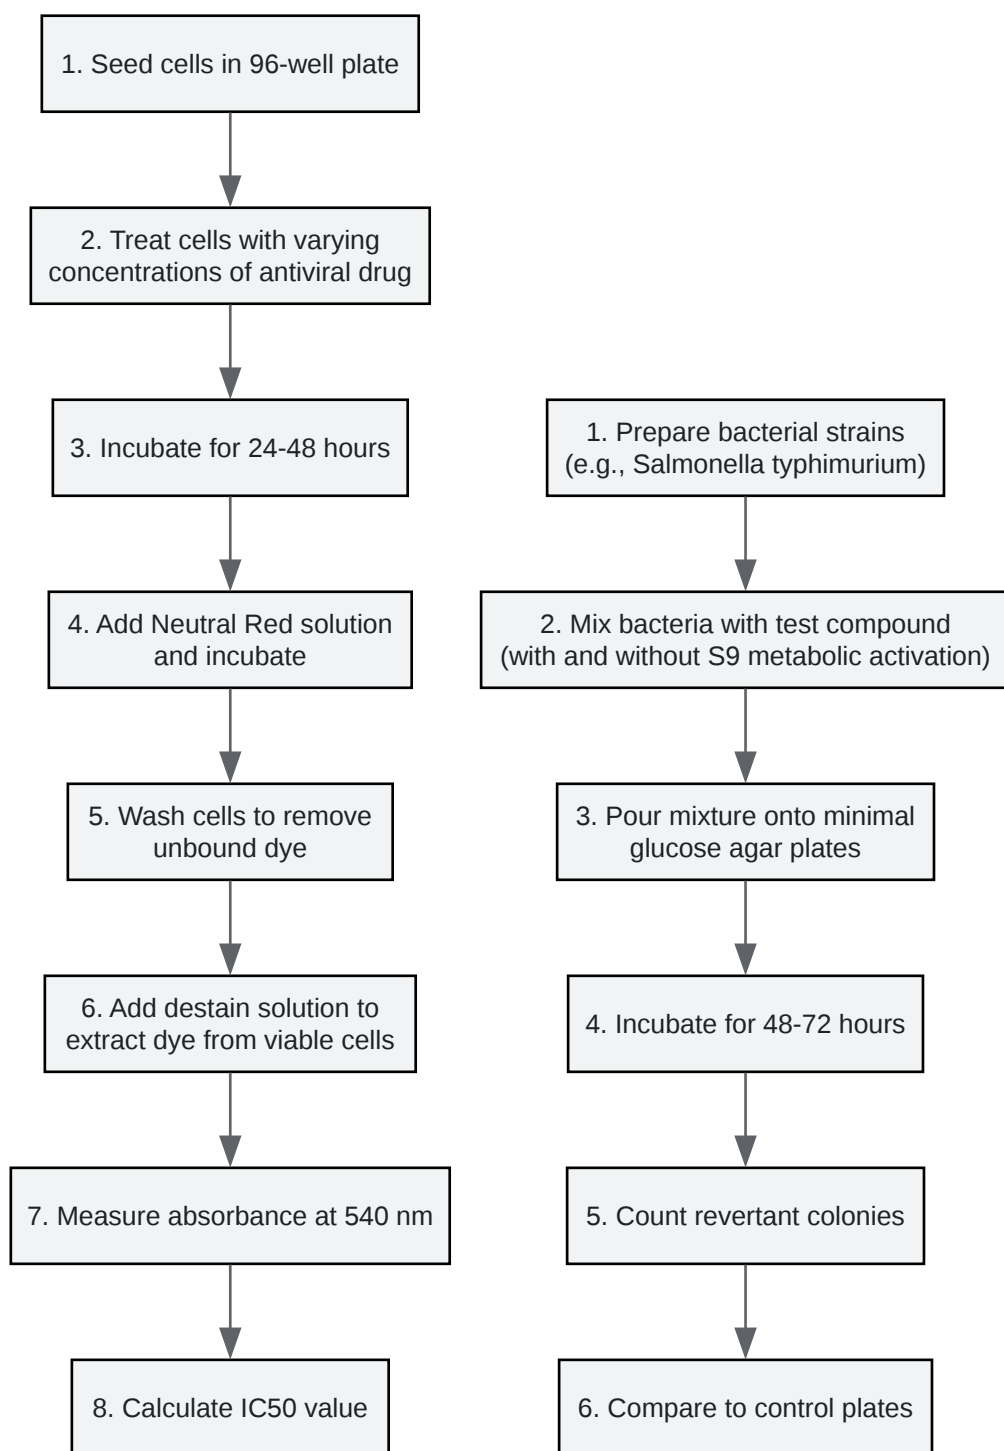 1. Seed cells in 96-well plate
2. Treat cells with varying
concentrations of antiviral drug
3. Incubate for 24-48 hours
4. Add Neutral Red solution
and incubate
5. Wash cells to remove
unbound dye
6. Add destain solution to
extract dye from viable cells
7. Measure absorbance at 540 nm
8. Calculate IC50 value
1. Prepare bacterial strains
(e.g., Salmonella typhimurium)
2. Mix bacteria with test compound
(with and without S9 metabolic activation)
3. Pour mixture onto minimal
glucose agar plates
4. Incubate for 48-72 hours
5. Count revertant colonies
6. Compare to control plates